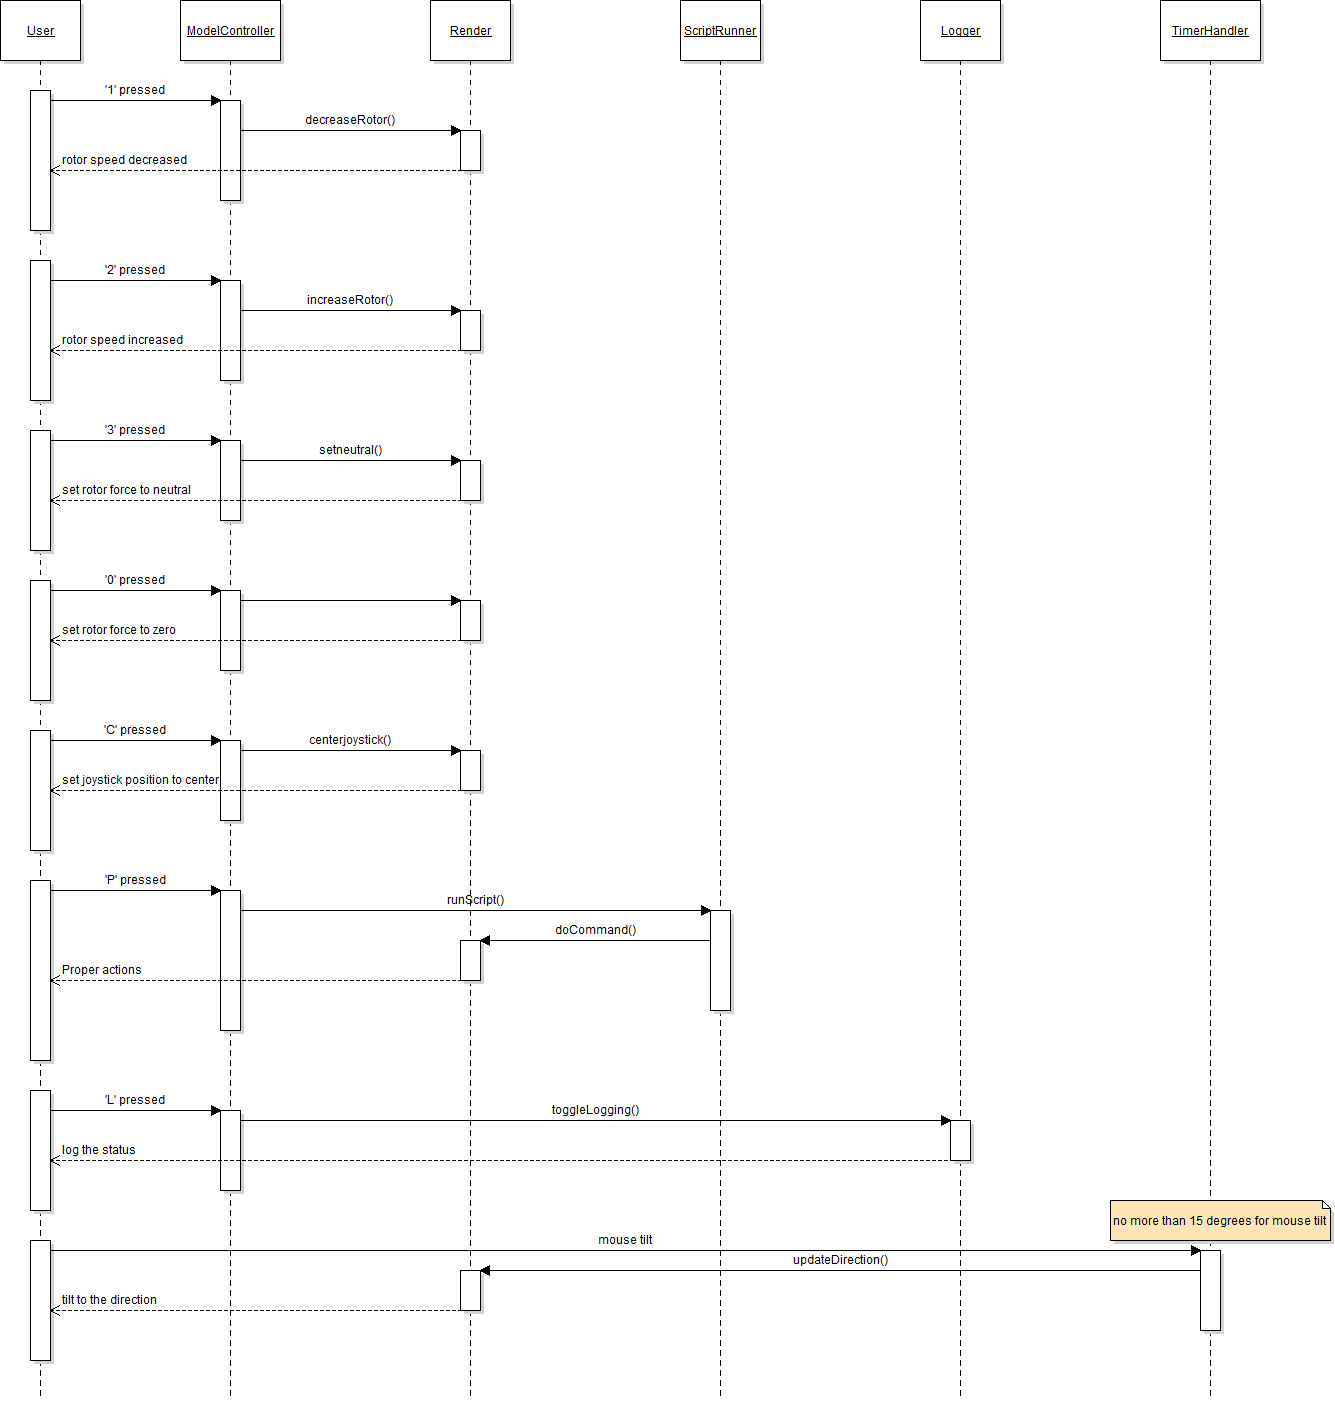 User
ModelController
Render
ScriptRunner
Logger
TimerHandler
'1' pressed
decreaseRotor()
rotor speed decreased
'2' pressed
increaseRotor()
rotor speed increased
'3' pressed
setneutral()
set rotor force to neutral
'0' pressed
set rotor force to zero
'C' pressed
centerjoystick()
set joystick position to center
'P' pressed
runScript()
doCommand()
Proper actions
'L' pressed
toggleLogging()
log the status
no more than 15 degrees for mouse tilt
mouse tilt
updateDirection()
tilt to the direction